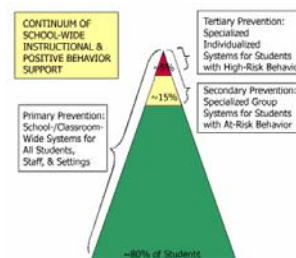 CONTINUUM OF
SCHOOL-WIDE
INSTRUCTIONAL &
POSITIVE BEHAVIOR
SUPPORT
Primary Prevention:
School-/Classroom-
Wide Systems for
All Students,
Staff, & Settings
Tertiary Prevention:
Specialized
Individualized
Systems for Students
with High-Risk Behavior
Secondary Prevention:
Specialized Group
Systems for Students
with At-Risk Behavior
~15%
~80% of Students